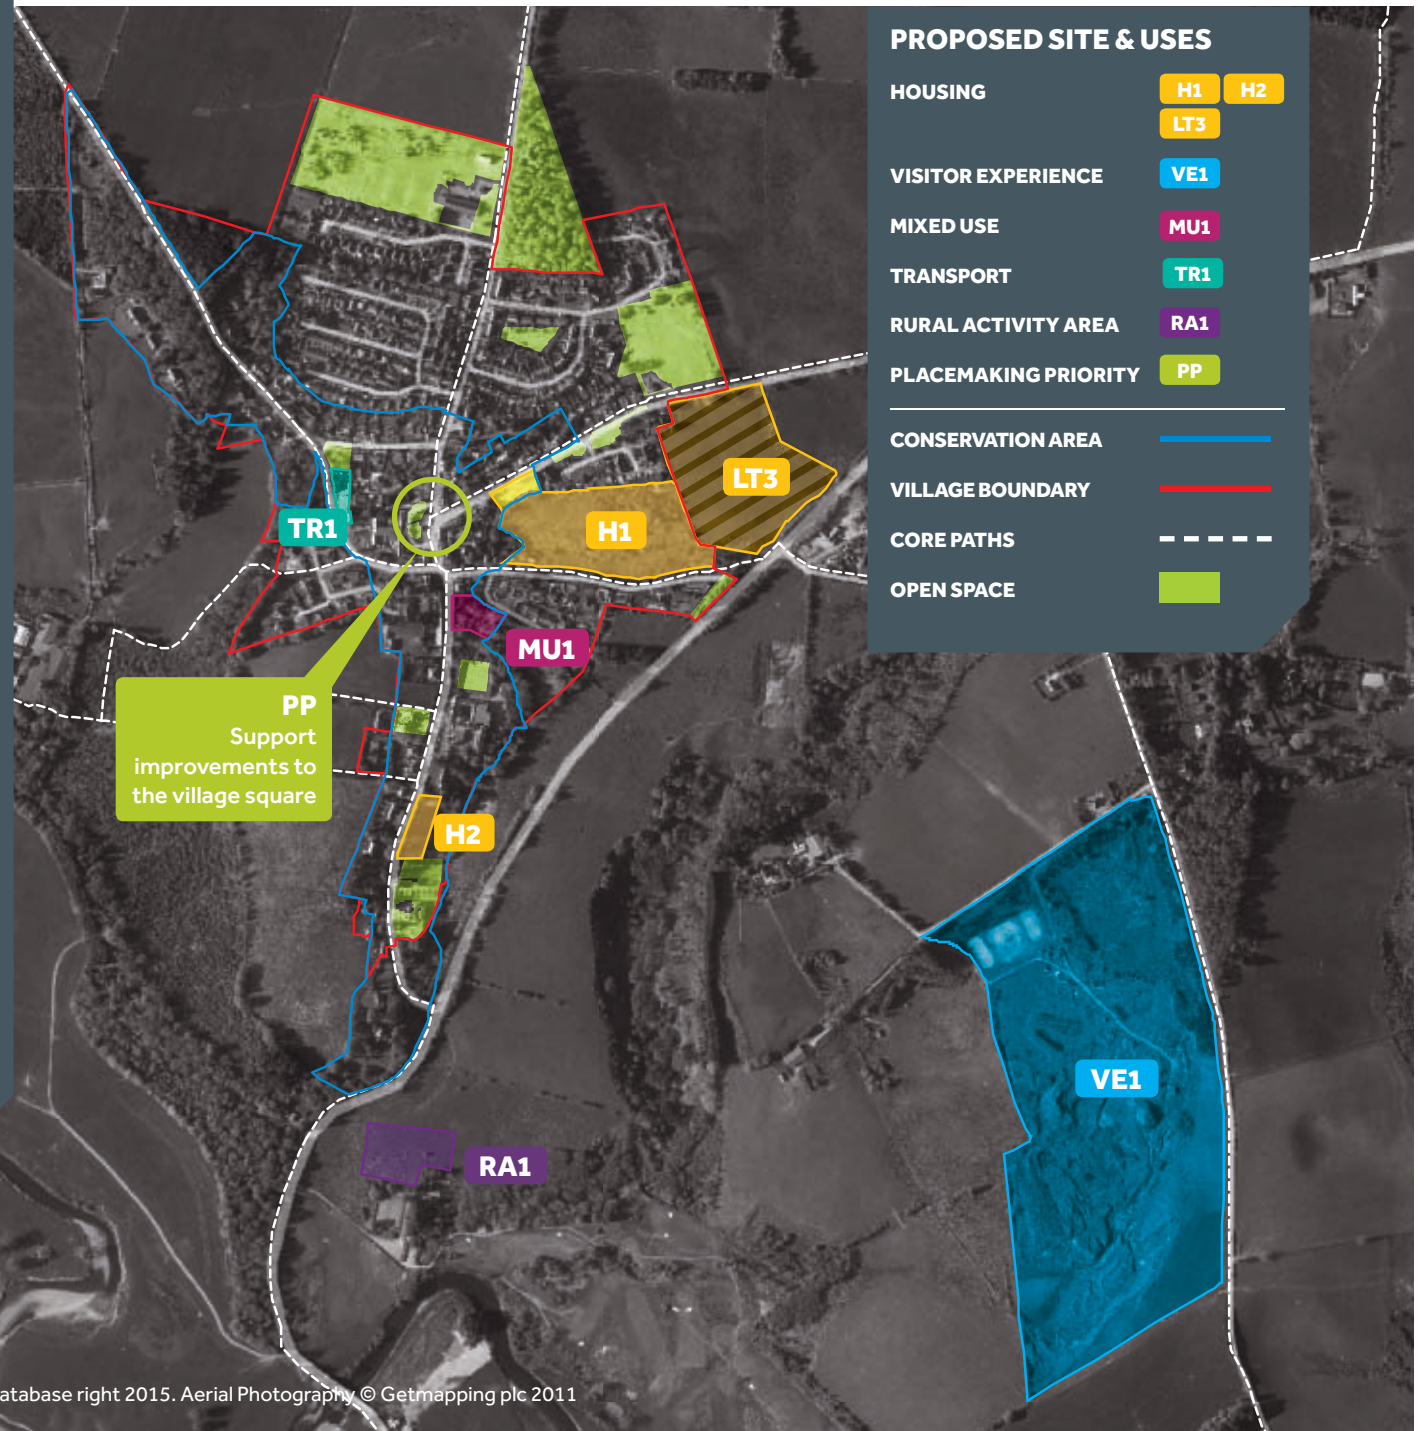 PROPOSED SITE & USES
HOUSING H1 H2
LT3
VISITOR EXPERIENCE VE1
MIXED USE MU1
TRANSPORT TR1
RURAL ACTIVITY AREA RA1
PLACEMAKING PRIORITY PP
CONSERVATION AREA
VILLAGE BOUNDARY
CORE PATHS
OPEN SPACE
LT3
H1
TR1
MU1
PP
Support
improvements to
the village square
H2
VE1
RA1
atabase right 2015. Aerial Photography © Getmapping plc 2011